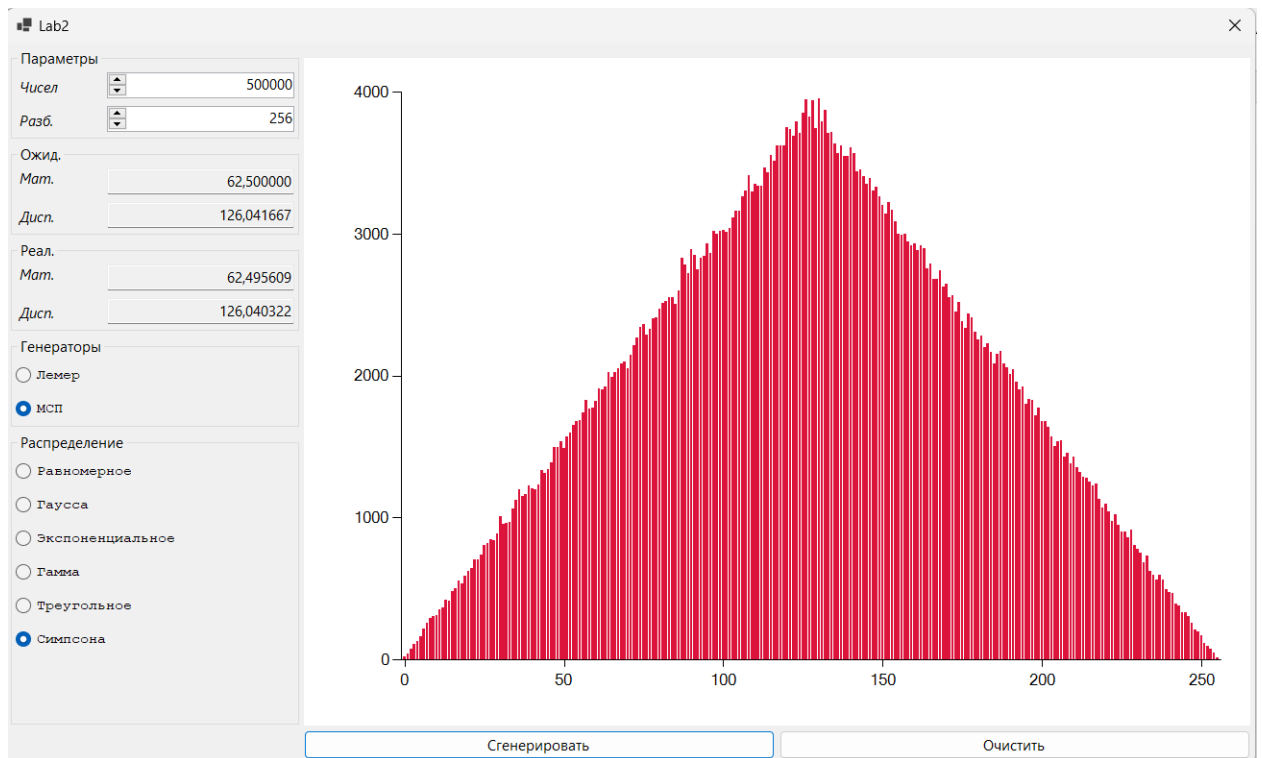 Lab2
Параметры
Чисел 500000
Разб. 256
Ожид.
Мат. 62,500000
Дисп. 126,041667
Реал.
Мат. 62,495609
Дисп. 126,040322
Генераторы
Лемер
МСП
Распределение
Равномерное
Гаусса
Экспоненциальное
Гамма
Треугольное
Симпсона
4000
3000
2000
1000
0
0 50 100 150 200 250
Сгенерировать Очистить